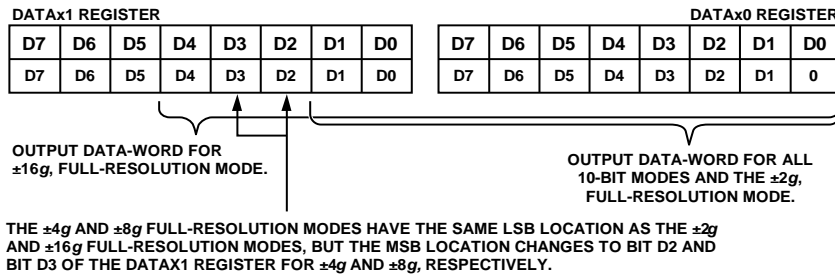 DATAx1 REGISTER
DATAx0 REGISTER
D7 D6 D5 D4 D3 D2 D1 D0
D7 D6 D5 D4 D3 D2 D1 D0
D7 D6 D5 D4 D3 D2 D1 D0
D7 D6 D5 D4 D3 D2 D1 0
OUTPUT DATA-WORD FOR
±16g, FULL-RESOLUTION MODE.
OUTPUT DATA-WORD FOR ALL
10-BIT MODES AND THE ±2g,
FULL-RESOLUTION MODE.
THE ±4g AND ±8g FULL-RESOLUTION MODES HAVE THE SAME LSB LOCATION AS THE ±2g
AND ±16g FULL-RESOLUTION MODES, BUT THE MSB LOCATION CHANGES TO BIT D2 AND
BIT D3 OF THE DATAX1 REGISTER FOR ±4g AND ±8g, RESPECTIVELY.